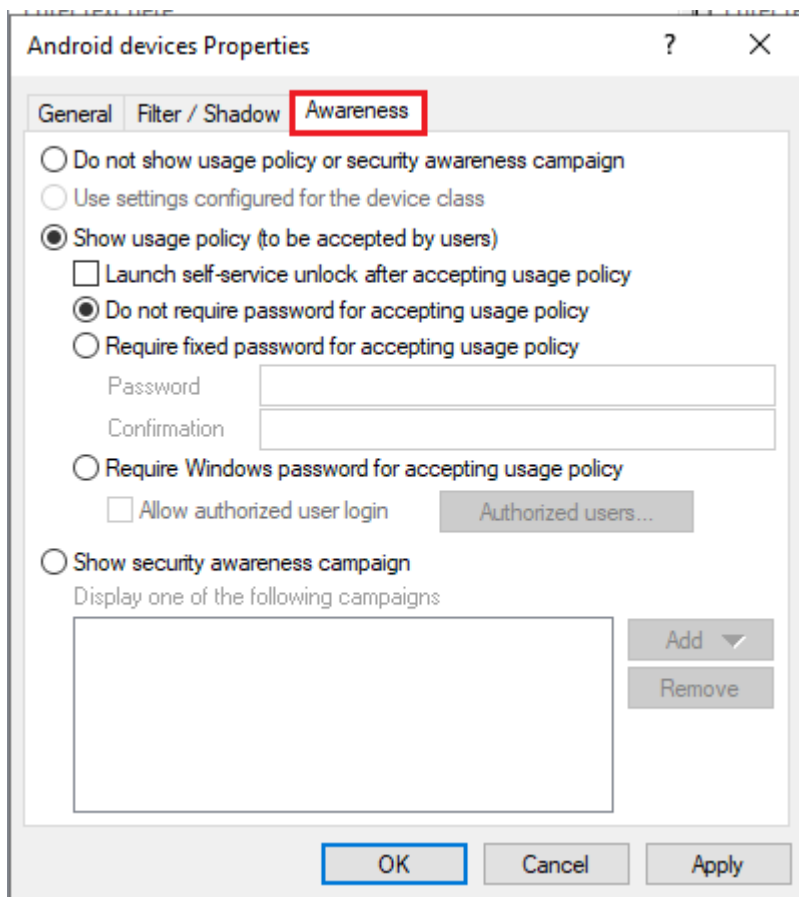 Android devices Properties ?
General Filter / Shadow Awareness
Do not show usage policy or security awareness campaign
Use settings configured for the device class
Show usage policy (to be accepted by users)
Launch self-service unlock after accepting usage policy
Do not require password for accepting usage policy
Require fixed password for accepting usage policy
Password
Confirmation
Require Windows password for accepting usage policy
Allow authorized user login Authorized users...
Show security awareness campaign
Display one of the following campaigns
Add
Remove
OK Cancel Apply